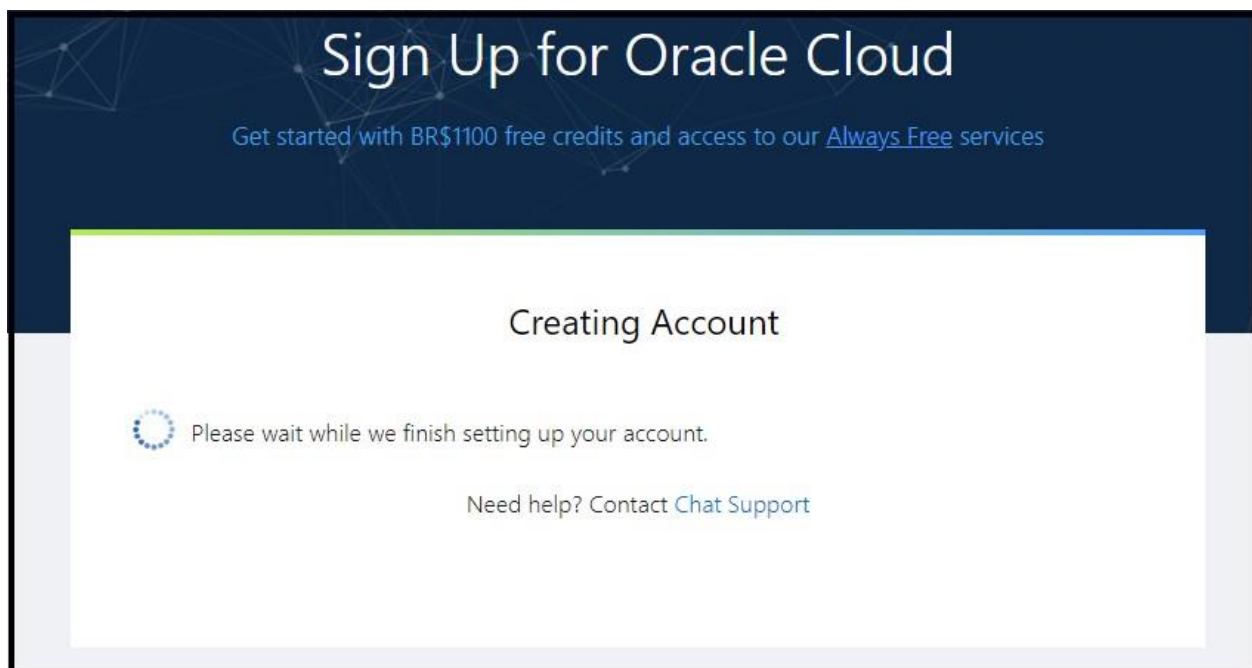 Sign Up for Oracle Cloud
Get started with BR$1100 free credits and access to our Always Free services
Creating Account
Please wait while we finish setting up your account.
Need help? Contact Chat Support